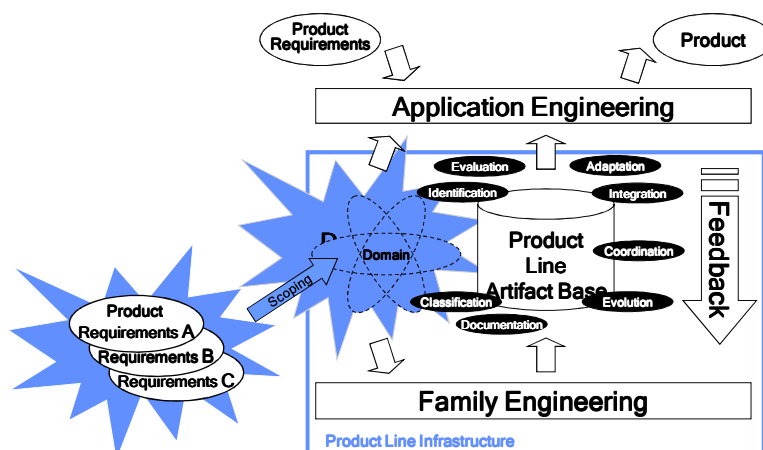 Product
Requirements
Product
Application Engineering
Evaluation
Adaptation
Identification
Integration
Feedback
D
Domain
Product
Line
Artifact Base
Coordination
Scoping
Classification
Evolution
Documentation
Product
Requirements A
Requirements B
Requirements C
Family Engineering
Product Line Infrastructure